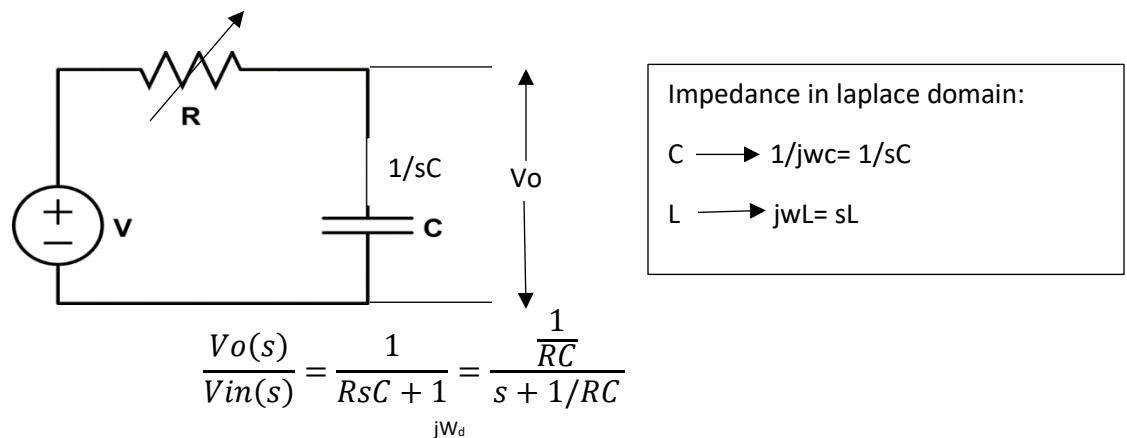 R
1/sC
Vo
V
C
Impedance in laplace domain:
C → 1/jwc= 1/sC
L → jwL= sL
Vo(s)/Vin(s) = 1/(RsC + 1) = (1/RC)/(s + 1/RC)
jWd